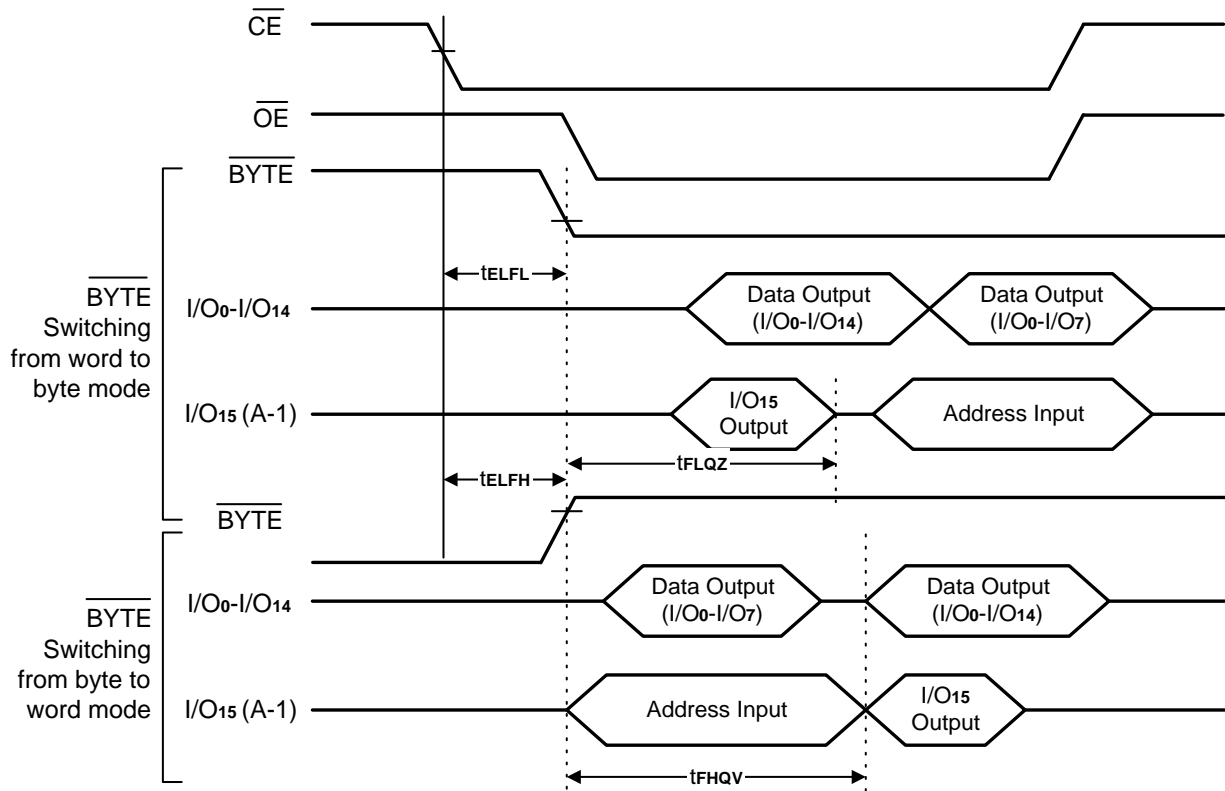 CE
OE
BYTE
tELFL
BYTE
Switching
from word to
byte mode
I/O0-I/O14
Data Output
(I/O0-I/O14)
Data Output
(I/O0-I/O7)
I/O15 (A-1)
I/O15
Output
Address Input
tELFH
tFLQZ
BYTE
BYTE
Switching
from byte to
word mode
I/O0-I/O14
Data Output
(I/O0-I/O7)
Data Output
(I/O0-I/O14)
I/O15 (A-1)
Address Input
I/O15
Output
tFHQV